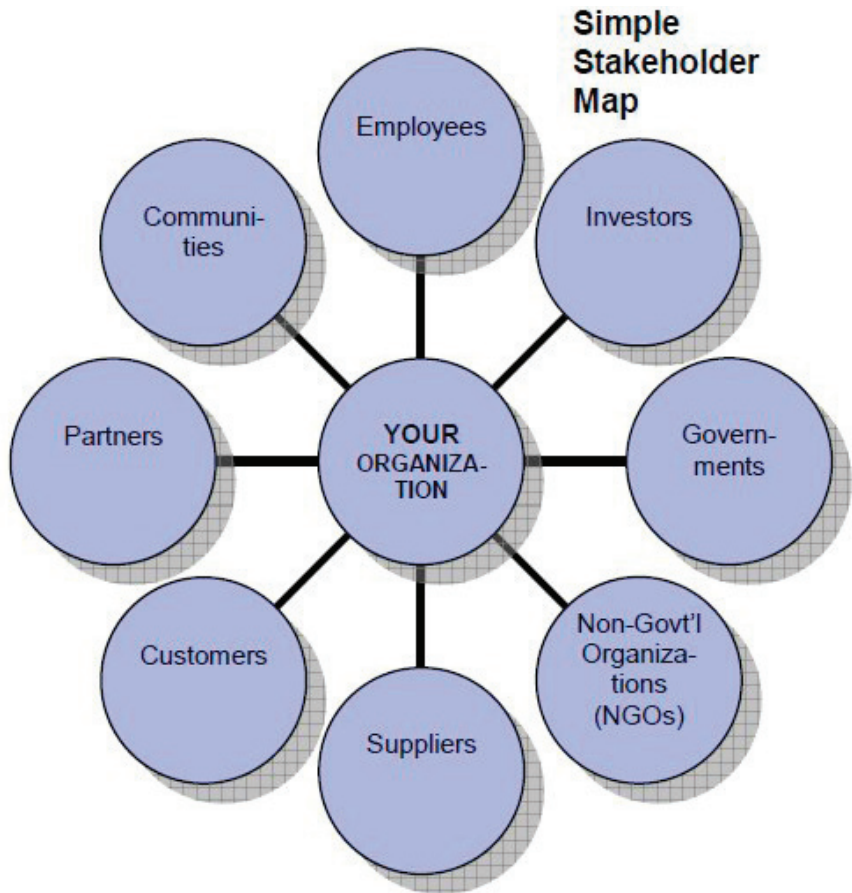 Simple
Stakeholder
Map
Employees
Communi-
ties
Investors
Partners
YOUR
ORGANIZA-
TION
Govern-
ments
Customers
Non-Govt'l
Organiza-
tions
(NGOs)
Suppliers